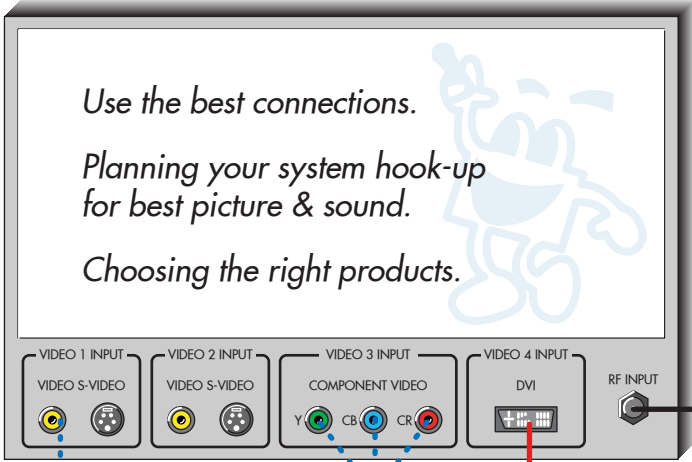 Use the best connections.
Planning your system hook-up
for best picture & sound.
Choosing the right products.
VIDEO 1 INPUT
VIDEO S-VIDEO
VIDEO 2 INPUT
VIDEO S-VIDEO
VIDEO 3 INPUT
COMPONENT VIDEO
Y CB CR
VIDEO 4 INPUT
DVI
RF INPUT